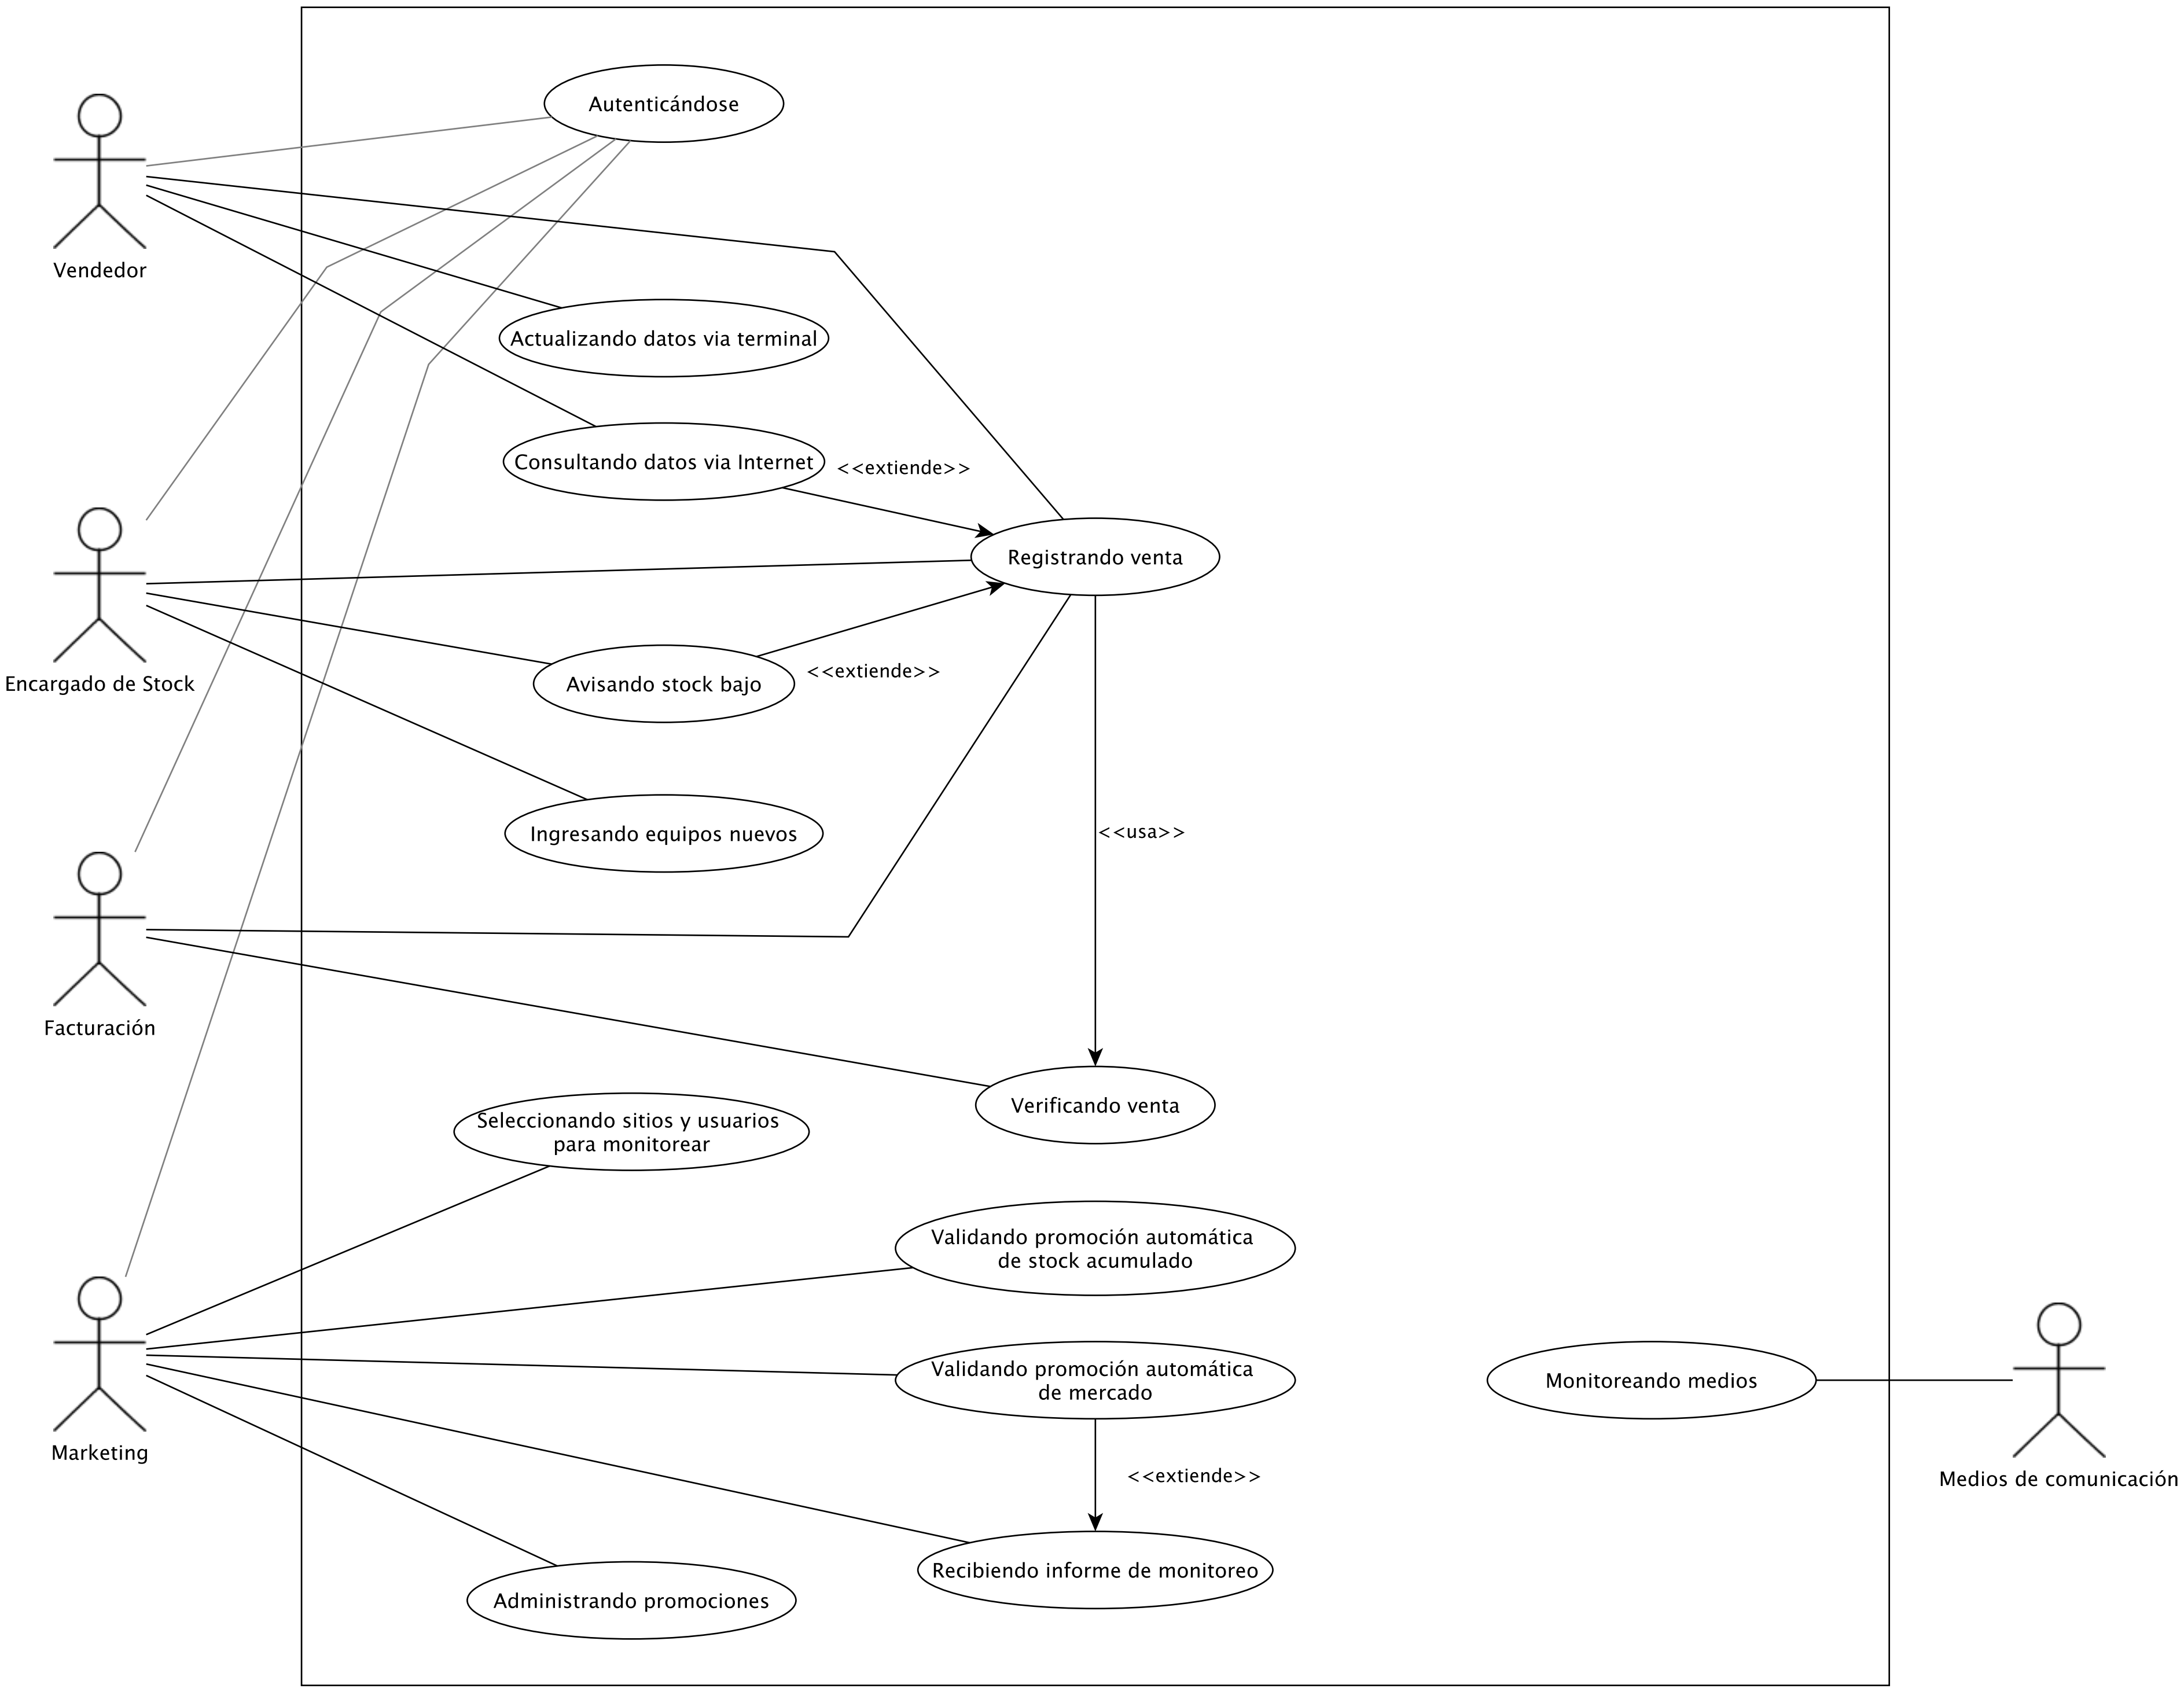 Autenticándose
Vendedor
Actualizando datos via terminal
Consultando datos via Internet
<<extiende>>
Registrando venta
Encargado de Stock
Avisando stock bajo
<<extiende>>
Ingresando equipos nuevos
<<usa>>
Facturación
Verificando venta
Seleccionando sitios y usuarios
para monitorear
Validando promoción automática
de stock acumulado
Validando promoción automática
de mercado
Monitoreando medios
Marketing
<<extiende>>
Medios de comunicación
Recibiendo informe de monitoreo
Administrando promociones